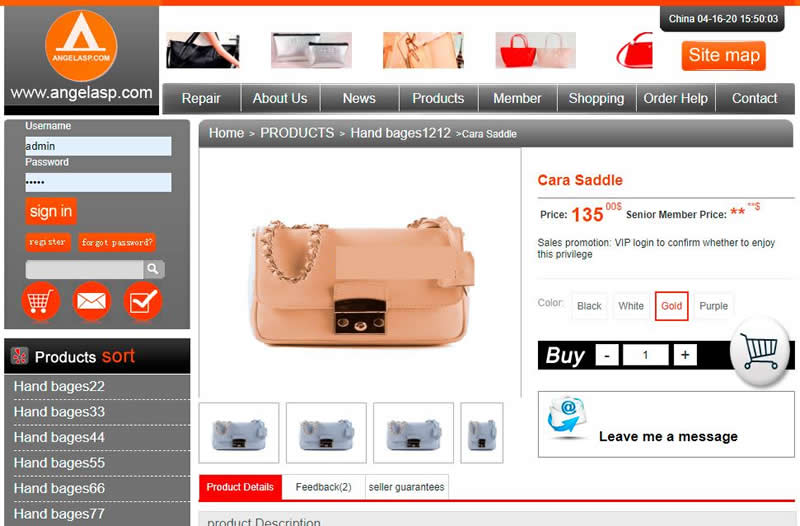 China 04-16-20 15:50:03
ANGELASP.COM
www.angelasp.com
Site map
Repair
About Us
News
Products
Member
Shopping
Order Help
Contact
Username
admin
Password
•••••
sign in
register
forgot password?
Products sort
Hand bages22
Hand bages33
Hand bages44
Hand bages55
Hand bages66
Hand bages77
Home > PRODUCTS > Hand bages1212 >Cara Saddle
Cara Saddle
Price: 135 00$ Senior Member Price: ** **$
Sales promotion: VIP login to confirm whether to enjoy
this privilege
Color: Black White Gold Purple
Buy - 1 +
Leave me a message
Product Details
Feedback(2)
seller guarantees
product Description